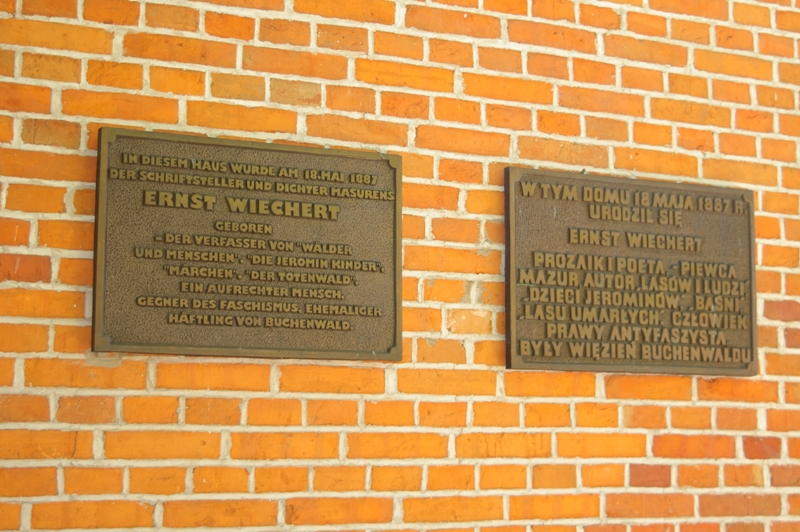 IN DIESEM HAUS WURDE AM 18.MAI 1887
DER SCHRIFTSTELLER UND DICHTER MASURENS
ERNST WIECHERT
GEBOREN
- DER VERFASSER VON "WÄLDER
UND MENSCHEN", "DIE JEROMIN KINDER",
"MÄRCHEN", "DER TOTENWALD",
EIN AUFRECHTER MENSCH,
GEGNER DES FASCHISMUS, EHEMALIGER
HÄFTLING VON BUCHENWALD.
W TYM DOMU 18 MAJA 1887 R.
URODZIŁ SIĘ
ERNST WIECHERT
PROZAIK I POETA, - PIEWCA
MAZUR AUTOR „LASÓW I LUDZI"
„DZIECI JEROMINÓW" BAŚNI",
„LASU UMARŁYCH", CZŁOWIEK
PRAWY ANTYFASZYSTA
BYŁY WIĘZIEŃ BUCHENWALDU